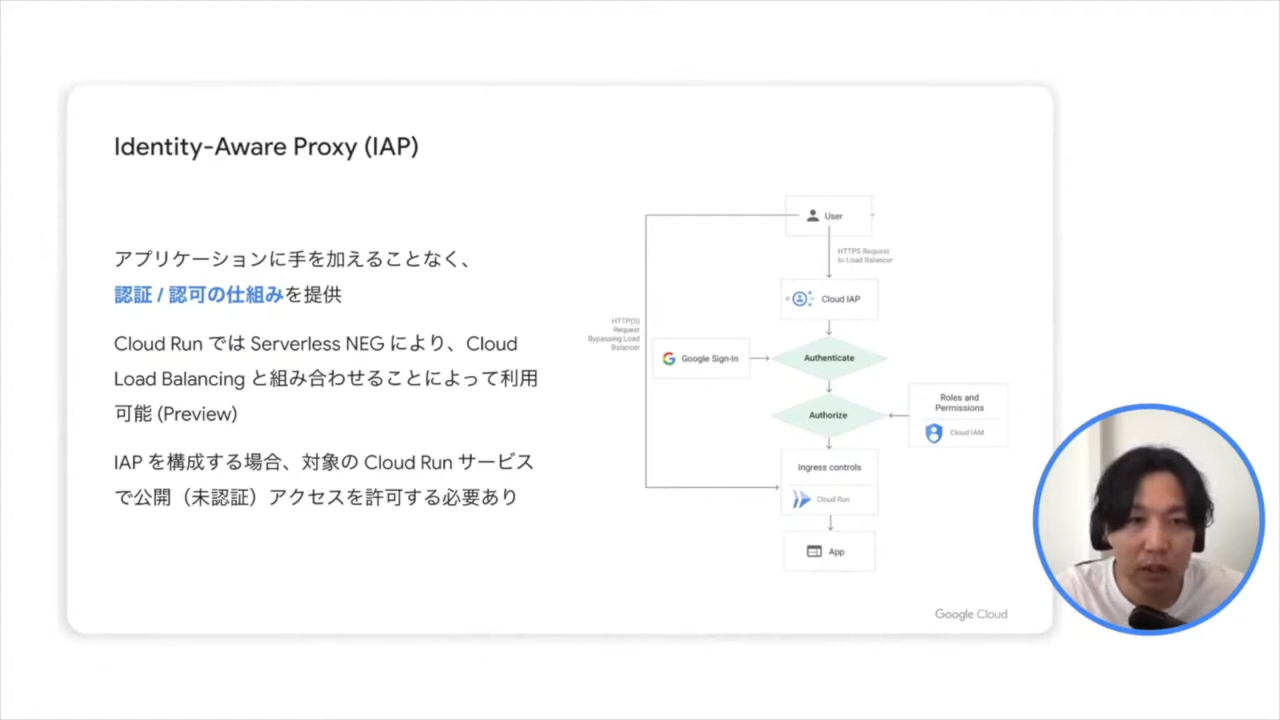 Identity-Aware Proxy (IAP)
アプリケーションに手を加えることなく、
認証 / 認可の仕組みを提供
Cloud Run では Serverless NEG により、Cloud
Load Balancing と組み合わせることによって利用
可能 (Preview)
IAP を構成する場合、対象の Cloud Run サービス
で公開（未認証）アクセスを許可する必要あり
User
HTTPS Request
to Load Balancer
Cloud IAP
HTTP(S)
Request
Bypassing Load
Balancer
Google Sign-In
Authenticate
Authorize
Roles and
Permissions
Cloud IAM
Ingress controls
Cloud Run
App
Google Cloud